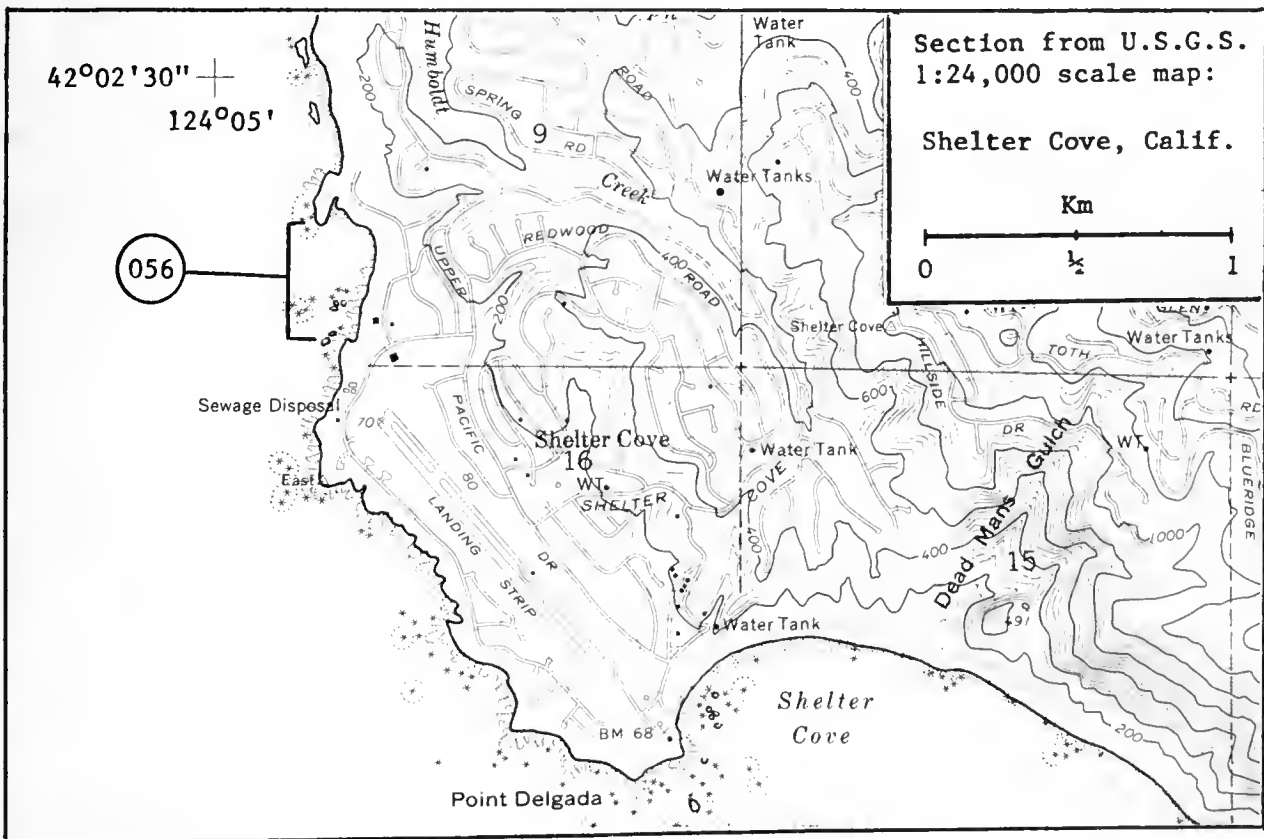 Water
Tank
Section from U.S.G.S.
1:24,000 scale map:
Shelter Cove, Calif.
Km
0 ½ 1
42°02'30"
124°05'
Humboldt
200
SPRING
RD
9
ROAD
400
Creek
Water Tanks
REDWOOD
ROAD
400
UPPER
200
056
Shelter Cove
HILLSIDE
DR
TOTH
GLEN
Water Tanks
RD
600
Sewage Disposal
80
70
PACIFIC
80
DR
Shelter Cove
16
WT
SHELTER
COVE
Water Tank
Dead Mans Gulch
WT
BLUERIDGE
1000
East
LANDING
STRIP
400
400
15
491
Water Tank
Shelter
Cove
BM 68
200
Point Delgada